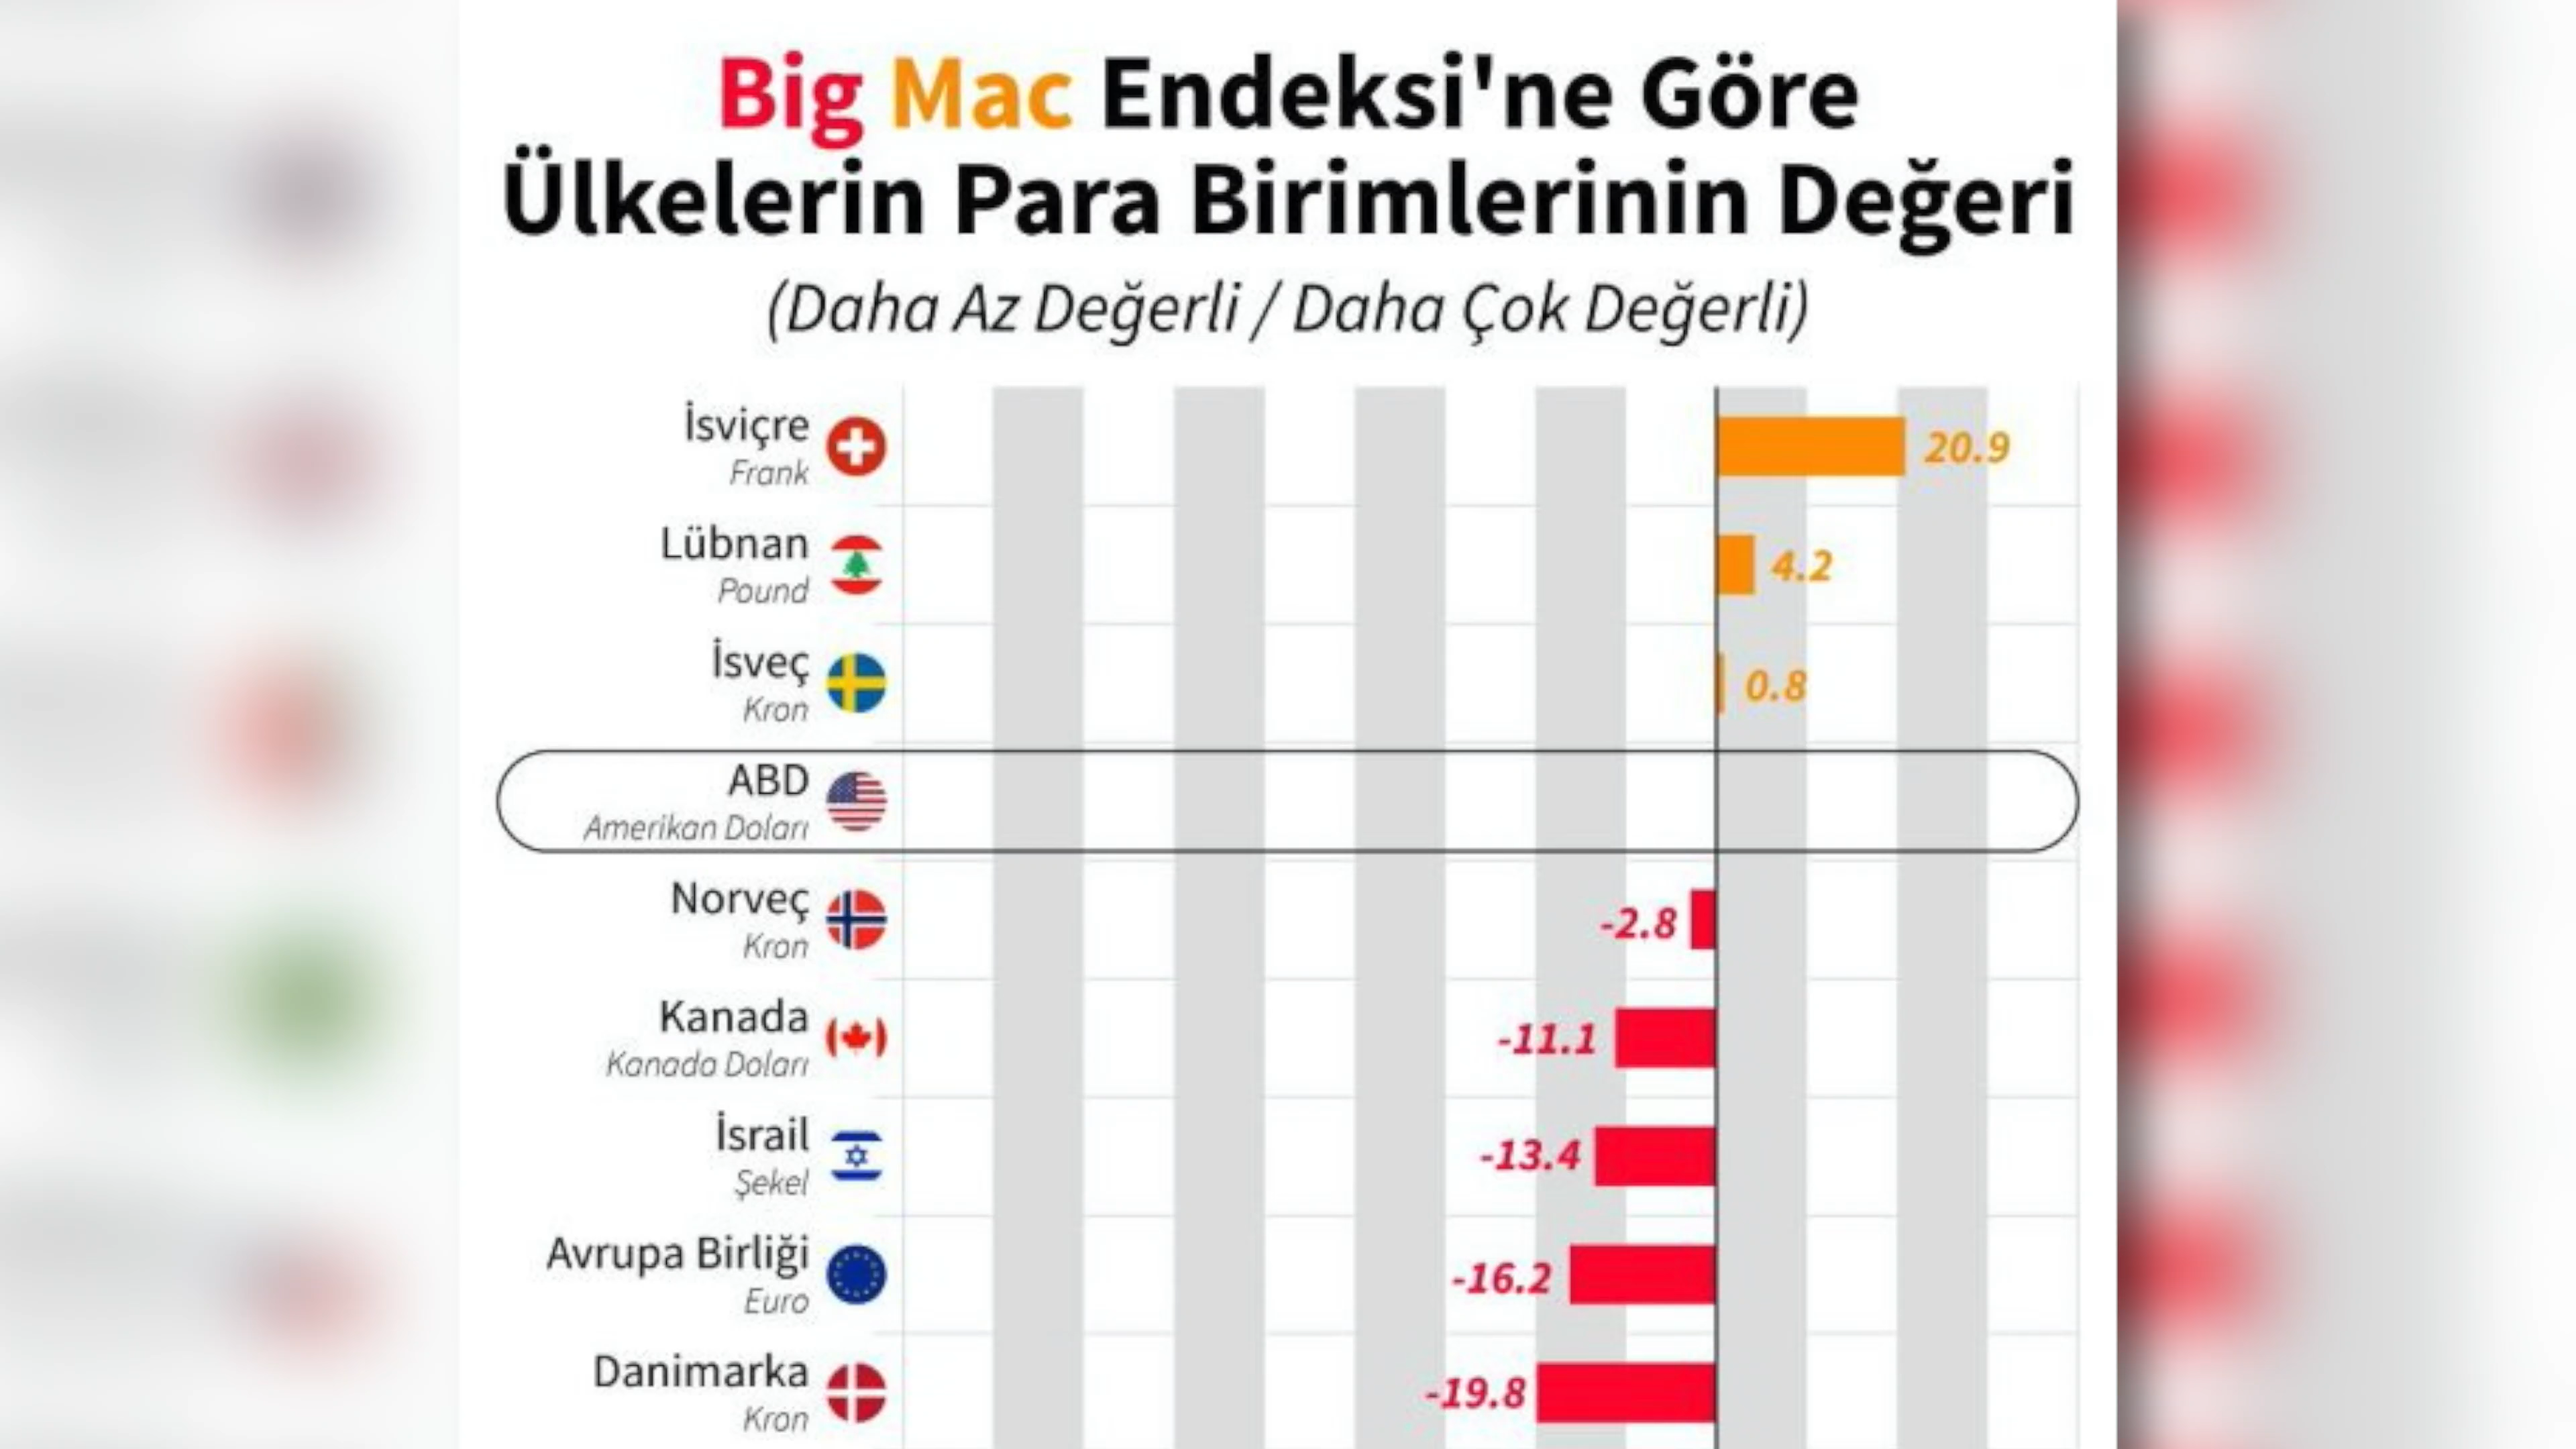 Big Mac Endeksi'ne Göre
Ülkelerin Para Birimlerinin Değeri
(Daha Az Değerli / Daha Çok Değerli)
İsviçre
Frank
20.9
Lübnan
Pound
4.2
İsveç
Kron
0.8
ABD
Amerikan Doları
Norveç
Kron
-2.8
Kanada
Kanada Doları
-11.1
İsrail
Şekel
-13.4
Avrupa Birliği
Euro
-16.2
Danimarka
Kron
-19.8